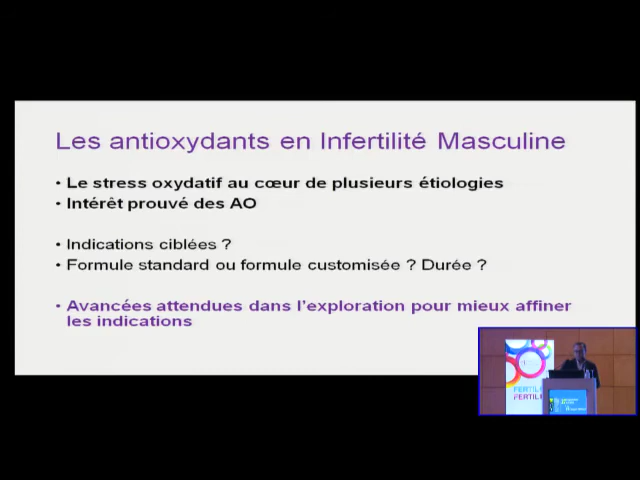 Les antioxydants en Infertilité Masculine
• Le stress oxydatif au cœur de plusieurs étiologies
• Intérêt prouvé des AO
• Indications ciblées ?
• Formule standard ou formule customisée ? Durée ?
• Avancées attendues dans l'exploration pour mieux affiner
les indications